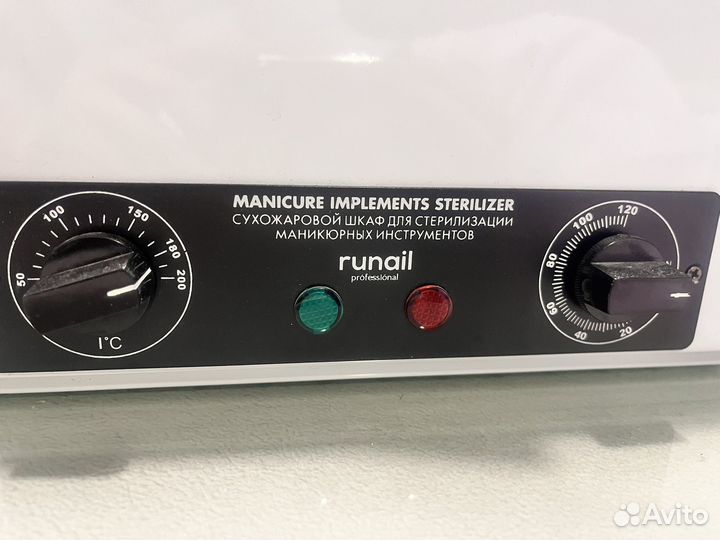 MANICURE IMPLEMENTS STERILIZER
СУХОЖАРОВОЙ ШКАФ ДЛЯ СТЕРИЛИЗАЦИИ
МАНИКЮРНЫХ ИНСТРУМЕНТОВ
runail
professional
50 100 150 180 200
1°C
20 40 60 80 100 120
Avito